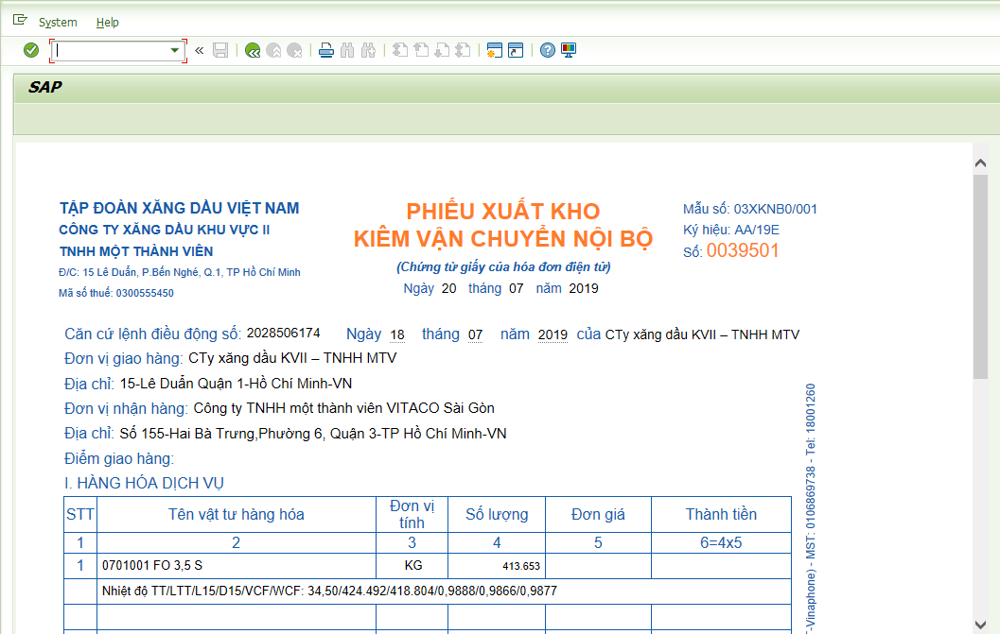 System Help
SAP
TẬP ĐOÀN XĂNG DẦU VIỆT NAM
CÔNG TY XĂNG DẦU KHU VỰC II
TNHH MỘT THÀNH VIÊN
Đ/C: 15 Lê Duẩn, P.Bến Nghé, Q.1, TP Hồ Chí Minh
Mã số thuế: 0300555450
PHIẾU XUẤT KHO
KIÊM VẬN CHUYỂN NỘI BỘ
(Chứng từ giấy của hóa đơn điện tử)
Ngày 20 tháng 07 năm 2019
Mẫu số: 03XKNB0/001
Ký hiệu: AA/19E
Số: 0039501
Căn cứ lệnh điều động số: 2028506174 Ngày 18 tháng 07 năm 2019 của CTy xăng dầu KVII – TNHH MTV
Đơn vị giao hàng: CTy xăng dầu KVII – TNHH MTV
Địa chỉ: 15-Lê Duẩn Quận 1-Hồ Chí Minh-VN
Đơn vị nhận hàng: Công ty TNHH một thành viên VITACO Sài Gòn
Địa chỉ: Số 155-Hai Bà Trưng,Phường 6, Quận 3-TP Hồ Chí Minh-VN
Điểm giao hàng:
I. HÀNG HÓA DỊCH VỤ
STT Tên vật tư hàng hóa Đơn vị tính Số lượng Đơn giá Thành tiền
1 2 3 4 5 6=4x5
1 0701001 FO 3,5 S KG 413.653
Nhiệt độ TT/LTT/L15/D15/VCF/WCF: 34,50/424.492/418.804/0,9888/0,9866/0,9877
-Vinaphone) - MST: 0106869738 - Tel: 18001260